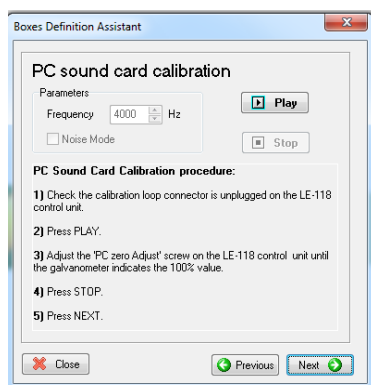 Boxes Definition Assistant
PC sound card calibration
Parameters
Frequency 4000 Hz
Noise Mode
Play
Stop
PC Sound Card Calibration procedure:
1) Check the calibration loop connector is unplugged on the LE-118
control unit.
2) Press PLAY.
3) Adjust the 'PC zero Adjust' screw on the LE-118 control unit until
the galvanometer indicates the 100% value.
4) Press STOP.
5) Press NEXT.
Close
Previous
Next